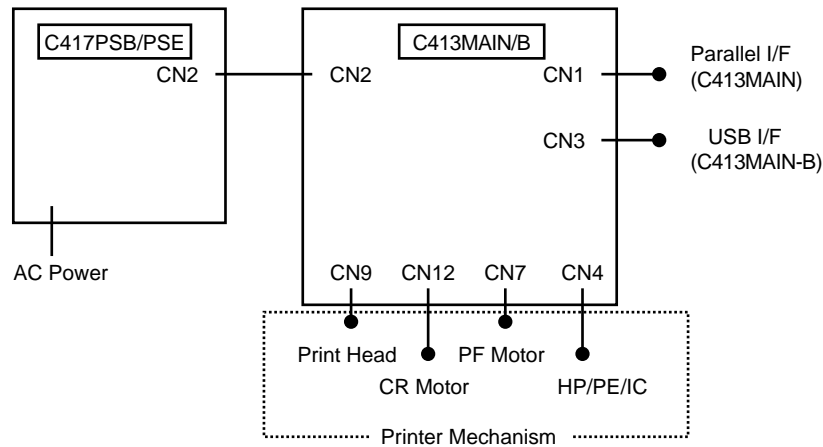 C417PSB/PSE
C413MAIN/B
CN2
CN2
CN1
Parallel I/F
(C413MAIN)
CN3
USB I/F
(C413MAIN-B)
AC Power
CN9
CN12
CN7
CN4
Print Head
PF Motor
CR Motor
HP/PE/IC
Printer Mechanism